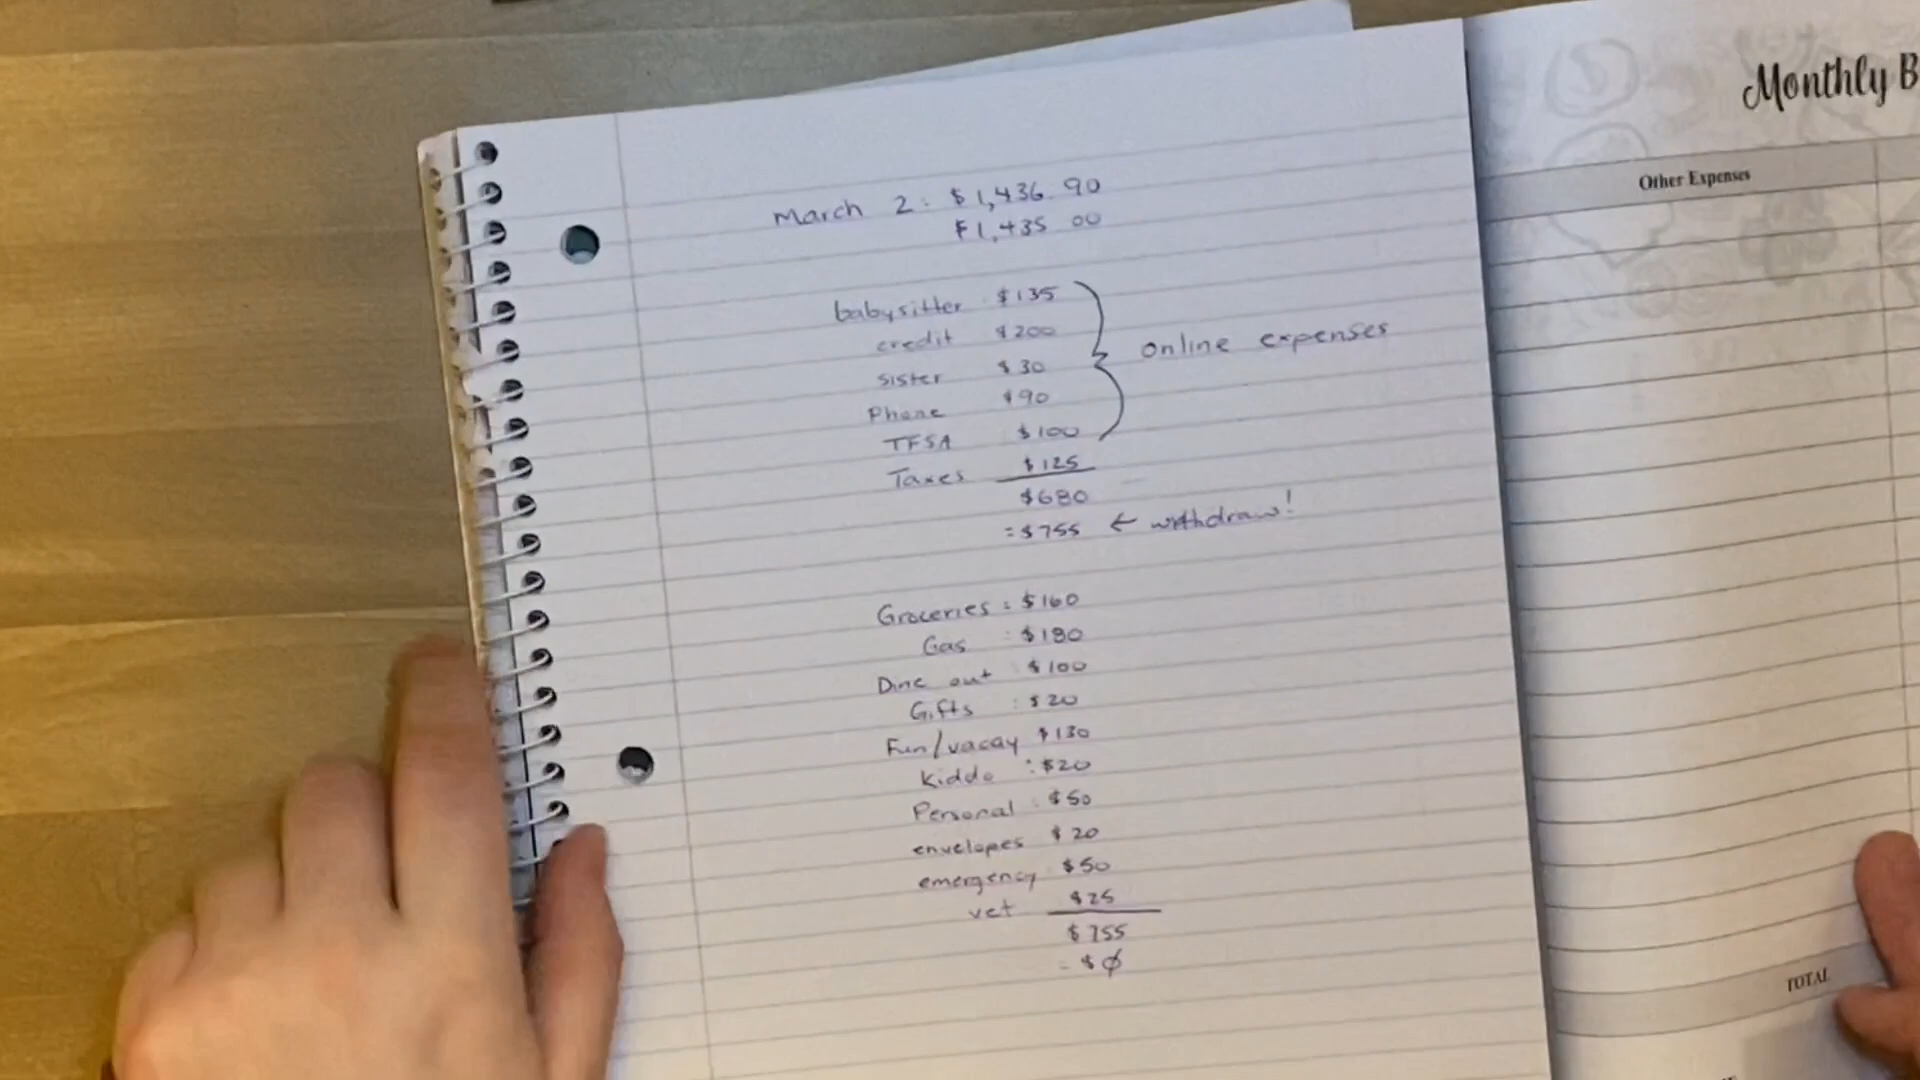 March 2: $1,436.90
$1,435 00
babysitter $135
credit $200
sister $30
Phone $90
TFSA $100
Taxes $125
online expenses
$680
= $755 ← withdraw!
Groceries: $160
Gas : $180
Dine out $100
Gifts : $20
Fun/vacay $130
Kiddo : $20
Personal : $50
envelopes $20
emergency $50
vet $25
$755
= $0
Monthly B
Other Expenses
TOTAL